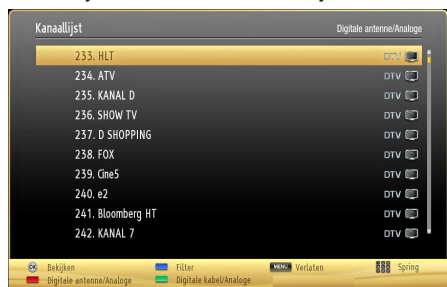 Kanaallijst Digitale antenne/Analoge
233. HLT DTV
234. ATV DTV
235. KANAL D DTV
236. SHOW TV DTV
237. D SHOPPING DTV
238. FOX DTV
239. Cine5 DTV
240. e2 DTV
241. Bloomberg HT DTV
242. KANAL 7 DTV
OK Bekijken Filter MENU Verlaten Spring
Digitale antenne/Analoge Digitale kabel/Analoge